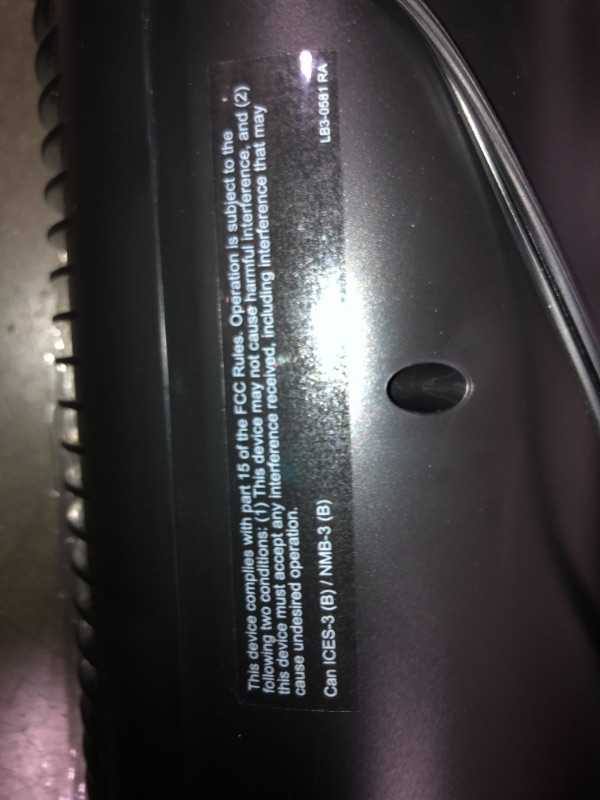 This device complies with part 15 of the FCC Rules. Operation is subject to the
following two conditions: (1) This device may not cause harmful interference, and (2)
this device must accept any interference received, including interference that may
cause undesired operation.
Can ICES-3 (B) / NMB-3 (B)
LB3-0581 RA